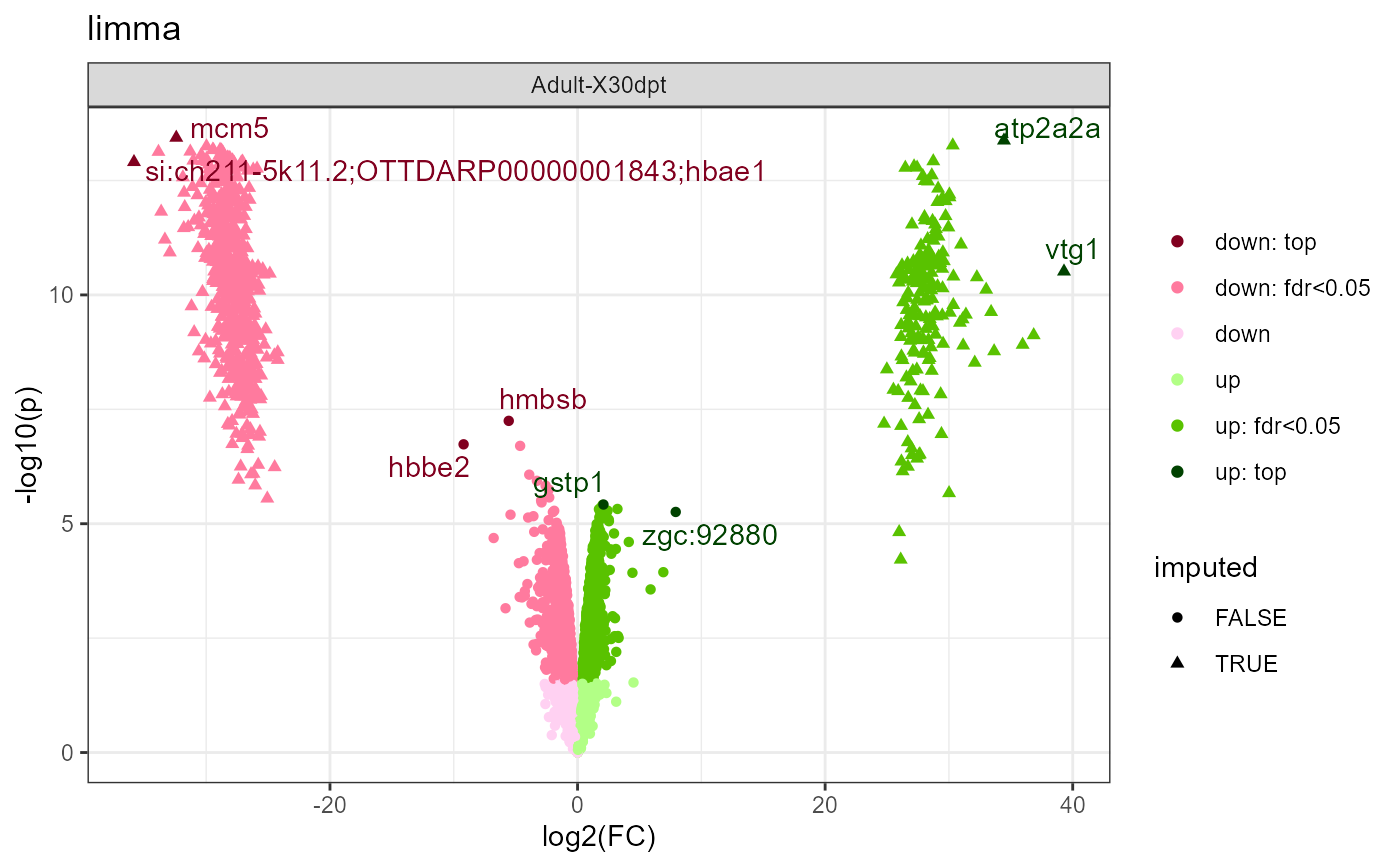 limma
Adult-X30dpt
mcm5
atp2a2a
si:ch211-5k11.2;OTTDARP00000001843;hbae1
vtg1
hmbsb
hbbe2
gstp1
zgc:92880
10
5
0
-20
0
20
40
log2(FC)
-log10(p)
down: top
down: fdr<0.05
down
up
up: fdr<0.05
up: top
imputed
FALSE
TRUE